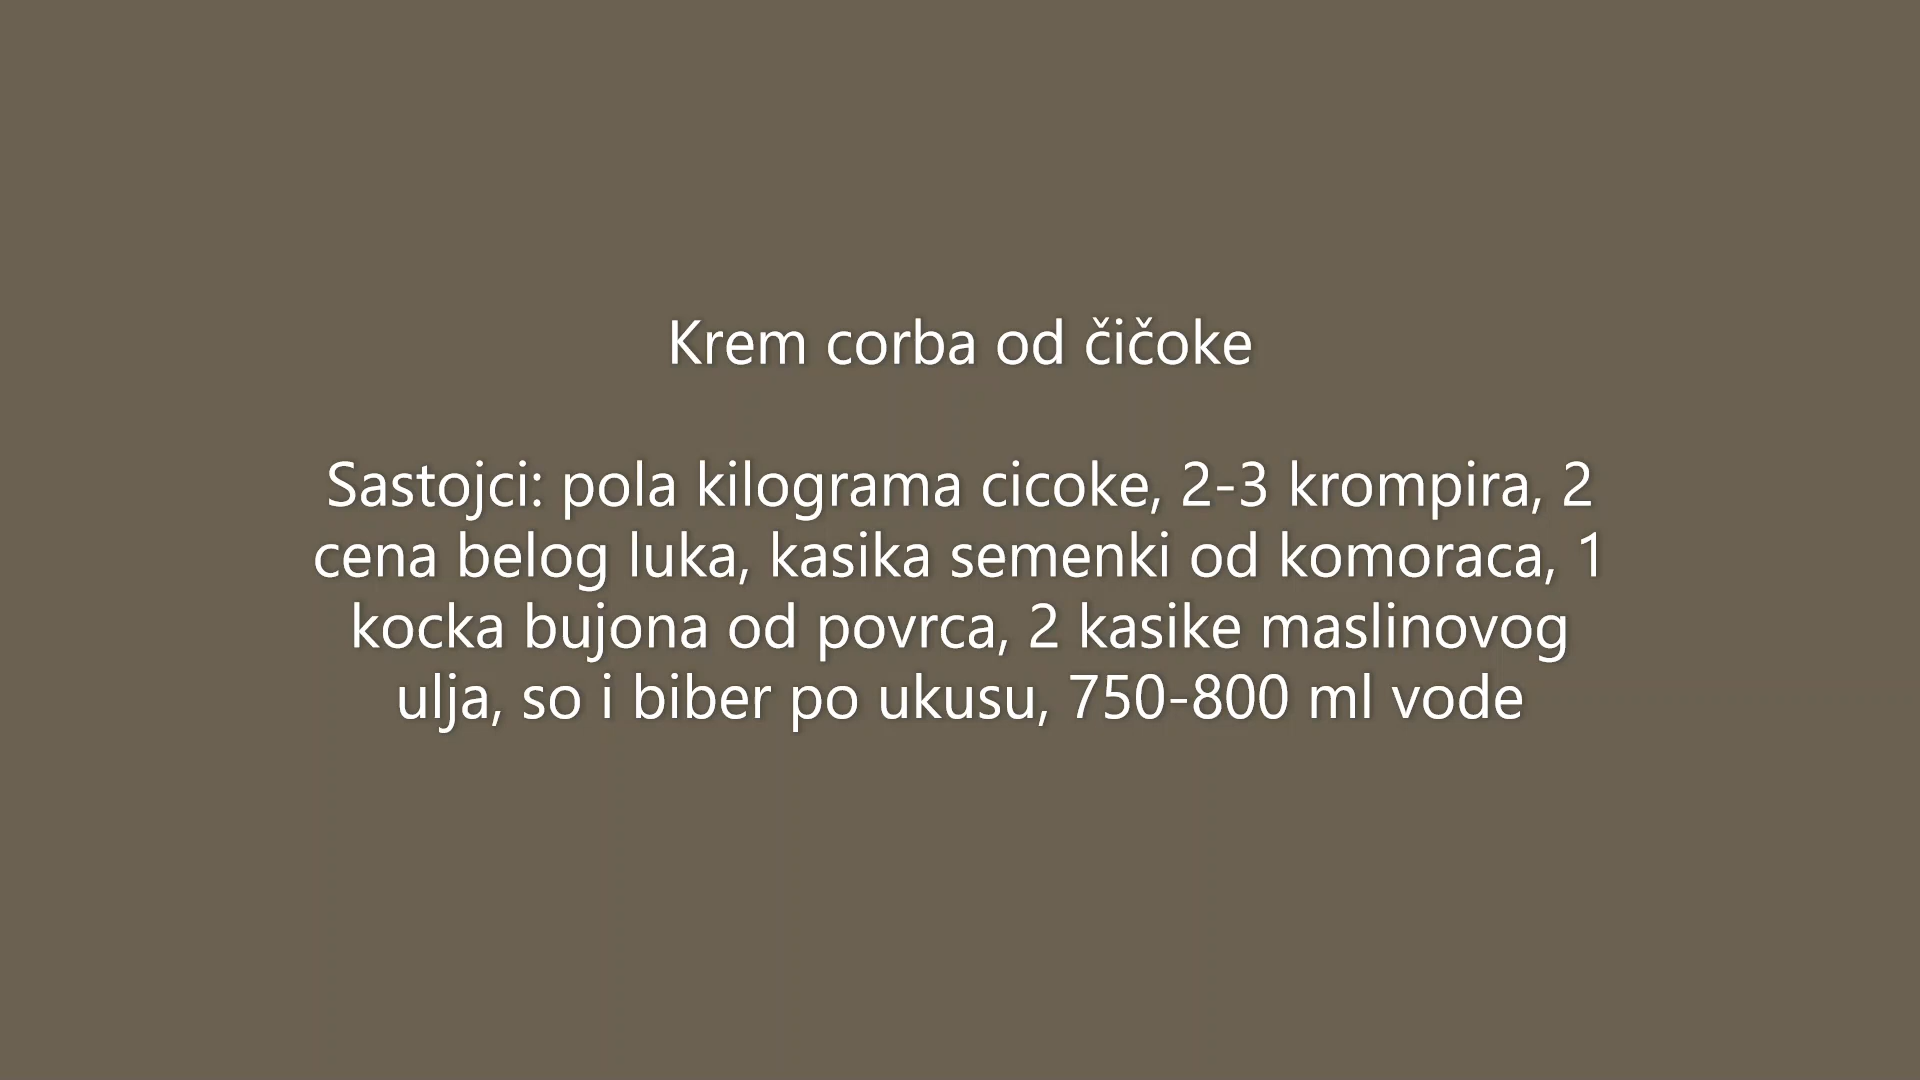 Krem corba od čičoke
Sastojci: pola kilograma cicoke, 2-3 krompira, 2
cena belog luka, kasika semenki od komoraca, 1
kocka bujona od povrca, 2 kasike maslinovog
ulja, so i biber po ukusu, 750-800 ml vode